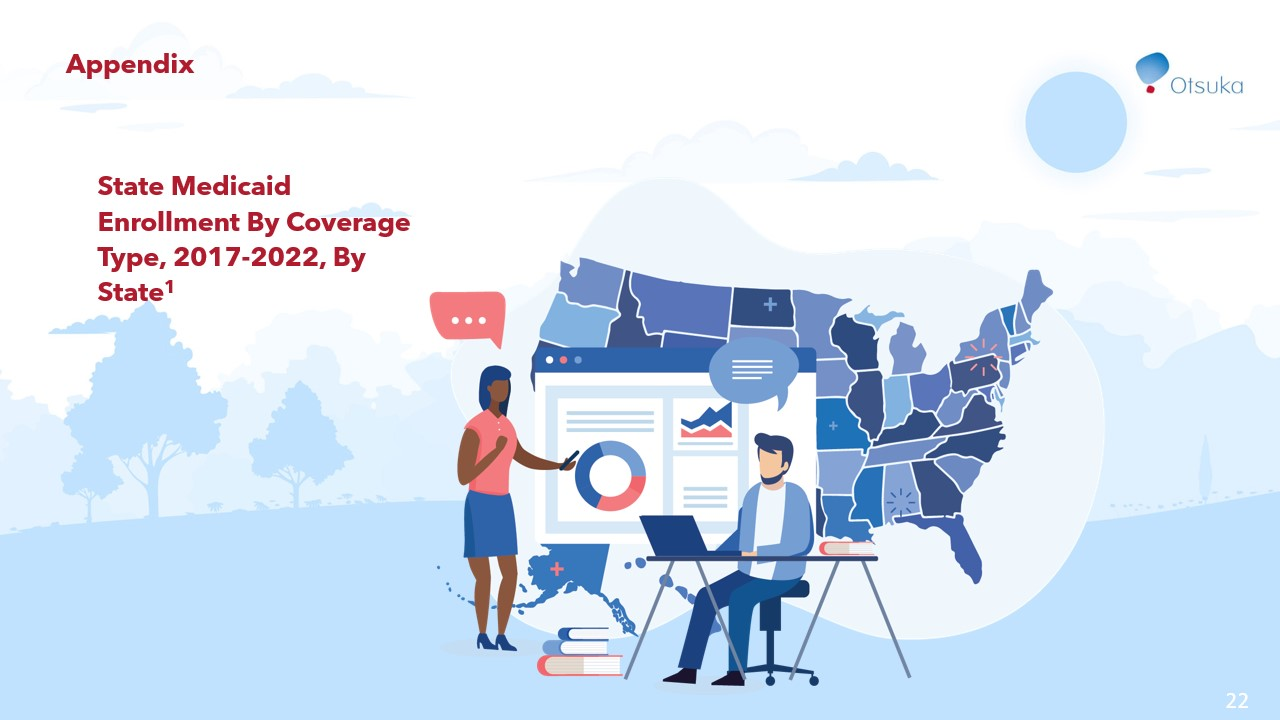 Appendix
Otsuka
State Medicaid
Enrollment By Coverage
Type, 2017-2022, By
State¹
22